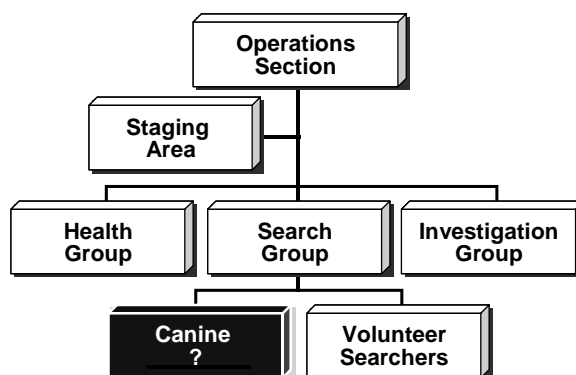 Operations
Section
Staging
Area
Health
Group
Search
Group
Investigation
Group
Canine
?
Volunteer
Searchers